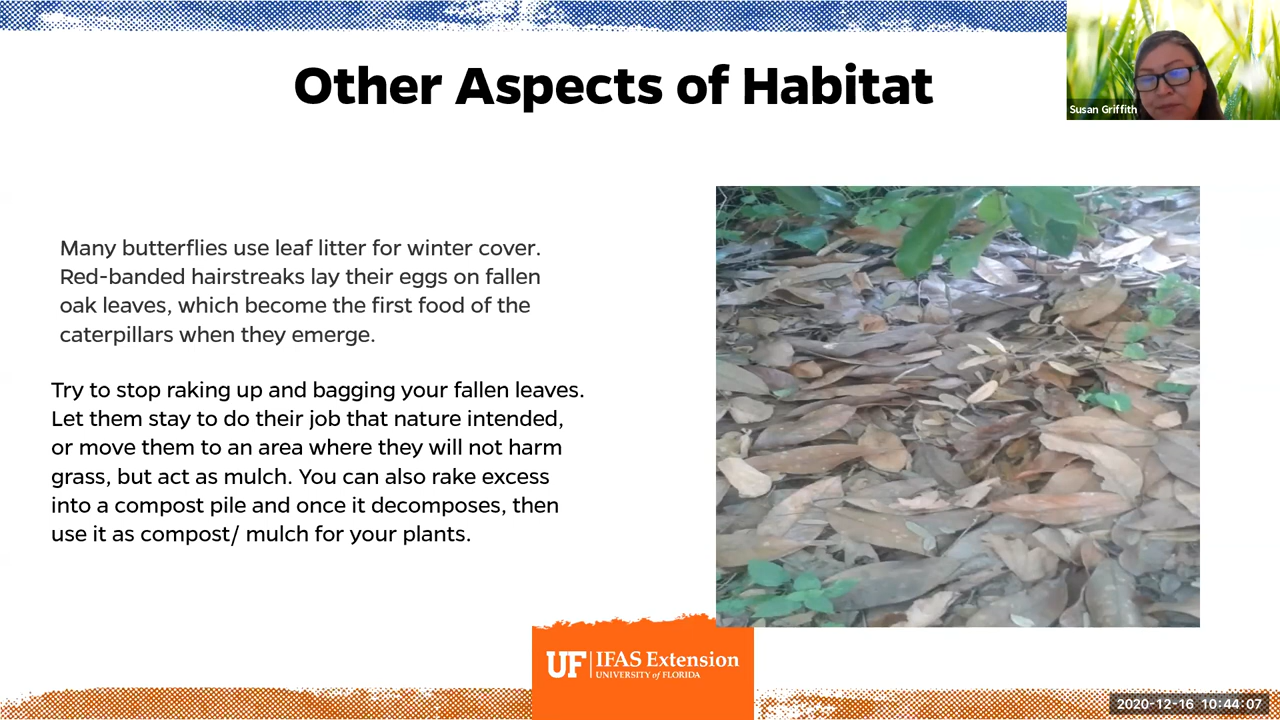 Other Aspects of Habitat
Susan Griffith
Many butterflies use leaf litter for winter cover.
Red-banded hairstreaks lay their eggs on fallen
oak leaves, which become the first food of the
caterpillars when they emerge.
Try to stop raking up and bagging your fallen leaves.
Let them stay to do their job that nature intended,
or move them to an area where they will not harm
grass, but act as mulch. You can also rake excess
into a compost pile and once it decomposes, then
use it as compost/ mulch for your plants.
UF IFAS Extension
UNIVERSITY of FLORIDA
2020-12-16 10:44:07